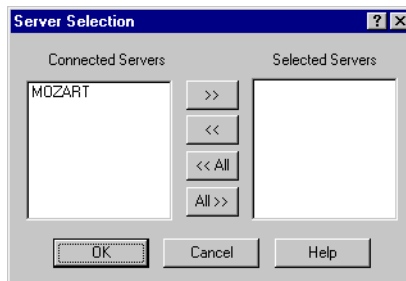 Server Selection
Connected Servers
Selected Servers
MOZART
>>
<<
<< All
All >>
OK
Cancel
Help